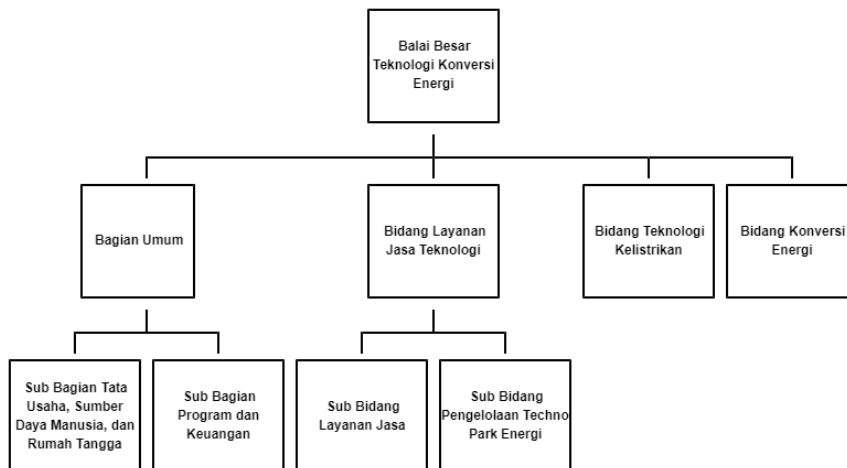 Balai Besar
Teknologi Konversi
Energi
Bagian Umum
Bidang Layanan
Jasa Teknologi
Bidang Teknologi
Kelistrikan
Bidang Konversi
Energi
Sub Bagian Tata
Usaha, Sumber
Daya Manusia, dan
Rumah Tangga
Sub Bagian
Program dan
Keuangan
Sub Bidang
Layanan Jasa
Sub Bidang
Pengelolaan Techno
Park Energi